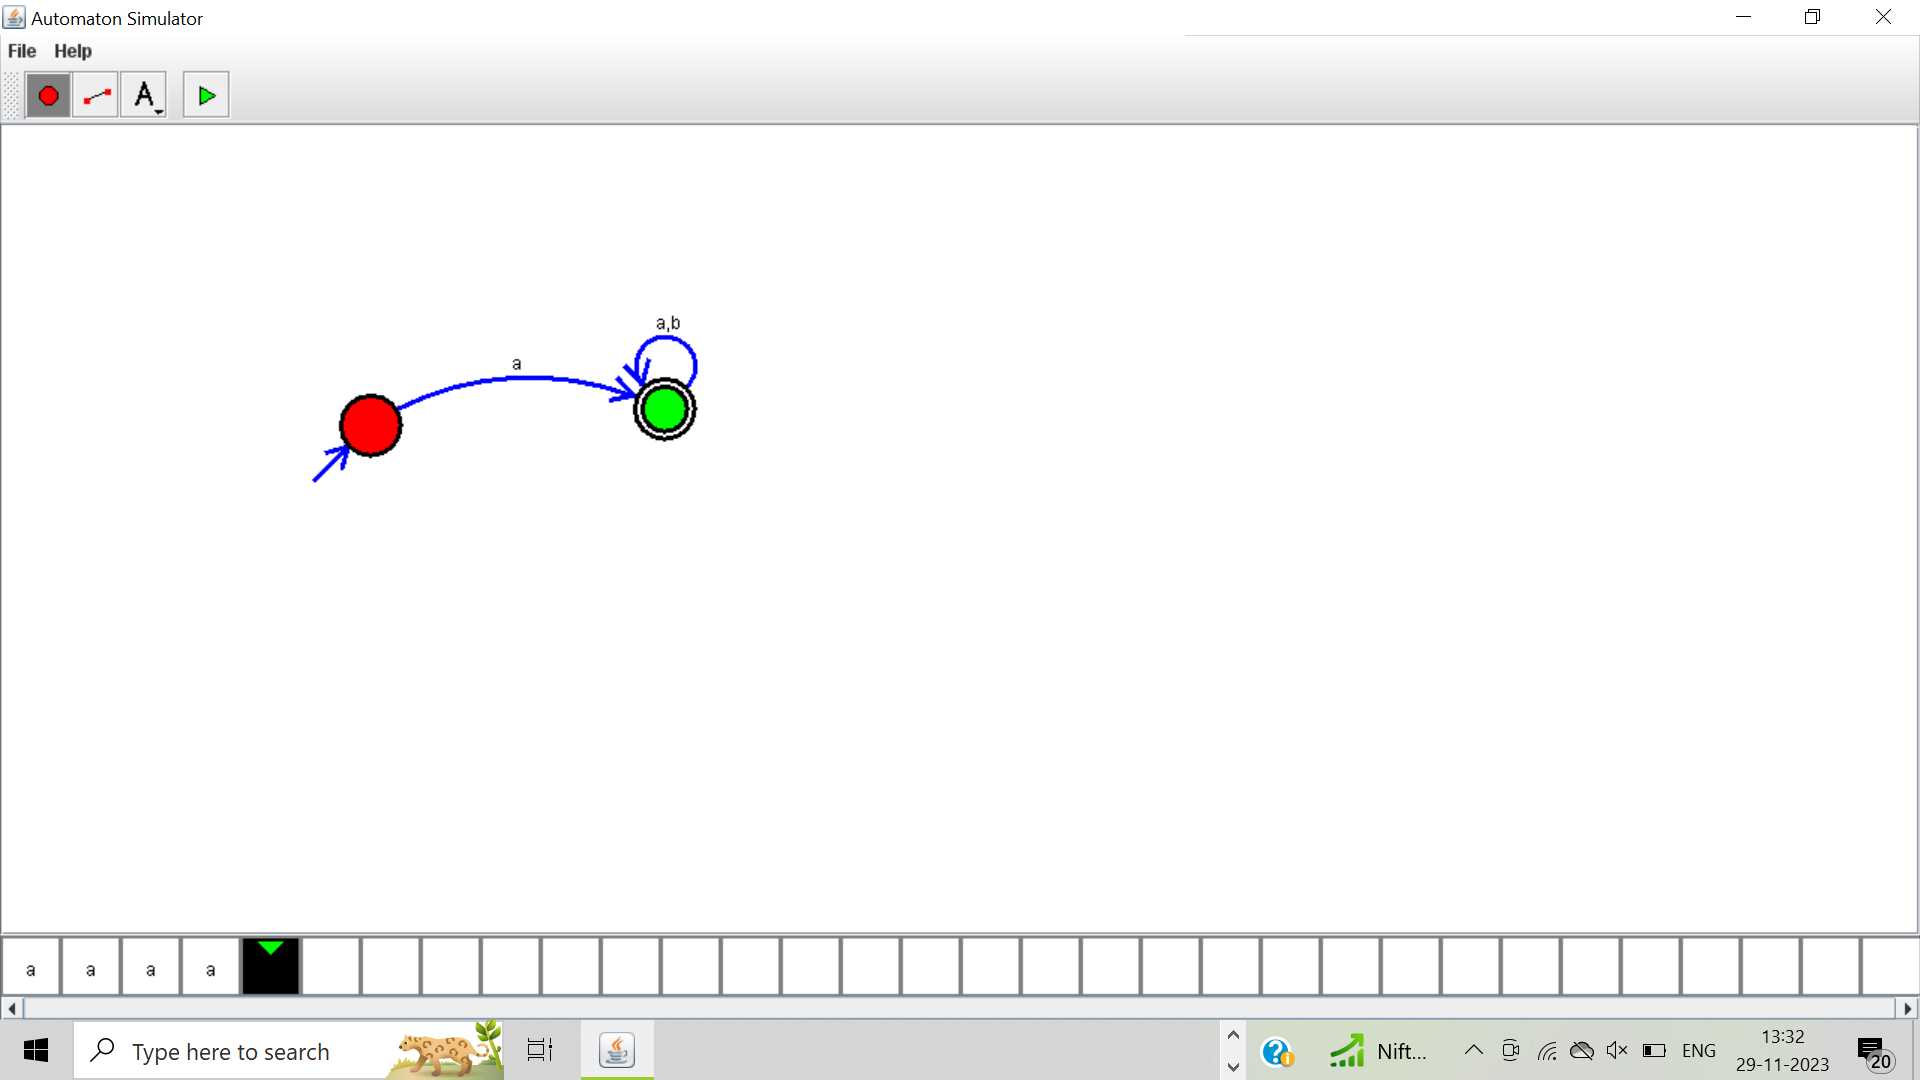 Automaton Simulator
File Help
A
a,b
a
a a a a
Type here to search
Nift...
ENG
13:32
29-11-2023
20